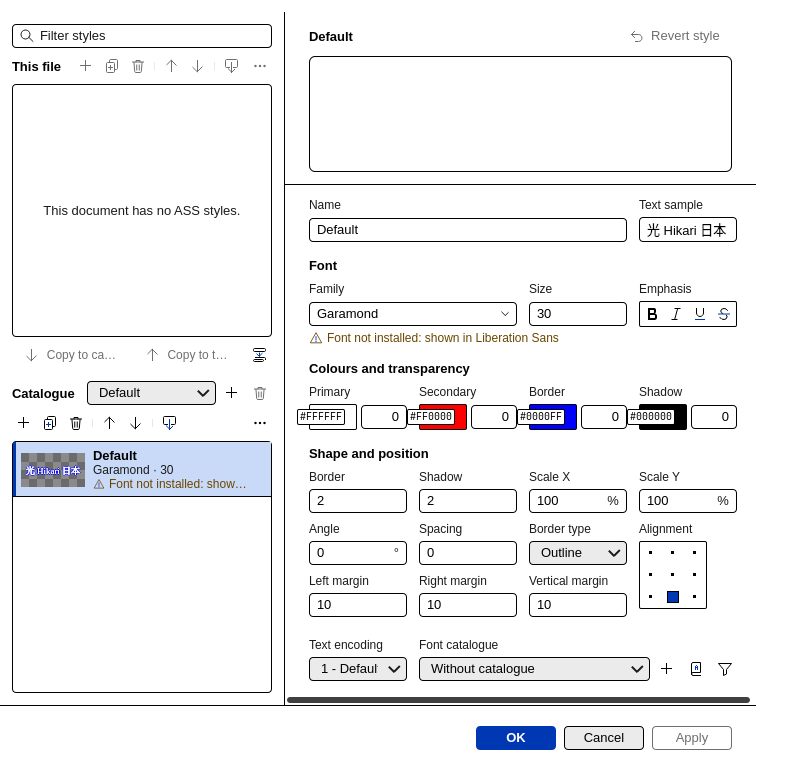 Filter styles
This file
This document has no ASS styles.
Copy to ca…
Copy to t…
Catalogue
Default
光 Hikari 日本
Default
Garamond · 30
Font not installed: show…
Default
Revert style
Name
Text sample
Default
光 Hikari 日本
Font
Family
Size
Emphasis
Garamond
30
B I U S
Font not installed: shown in Liberation Sans
Colours and transparency
Primary
Secondary
Border
Shadow
#FFFFFF
0
#FF0000
0
#0000FF
0
#000000
0
Shape and position
Border
Shadow
Scale X
Scale Y
2
2
100 %
100 %
Angle
Spacing
Border type
Alignment
0 °
0
Outline
Left margin
Right margin
Vertical margin
10
10
10
Text encoding
Font catalogue
1 - Defaul
Without catalogue
OK
Cancel
Apply